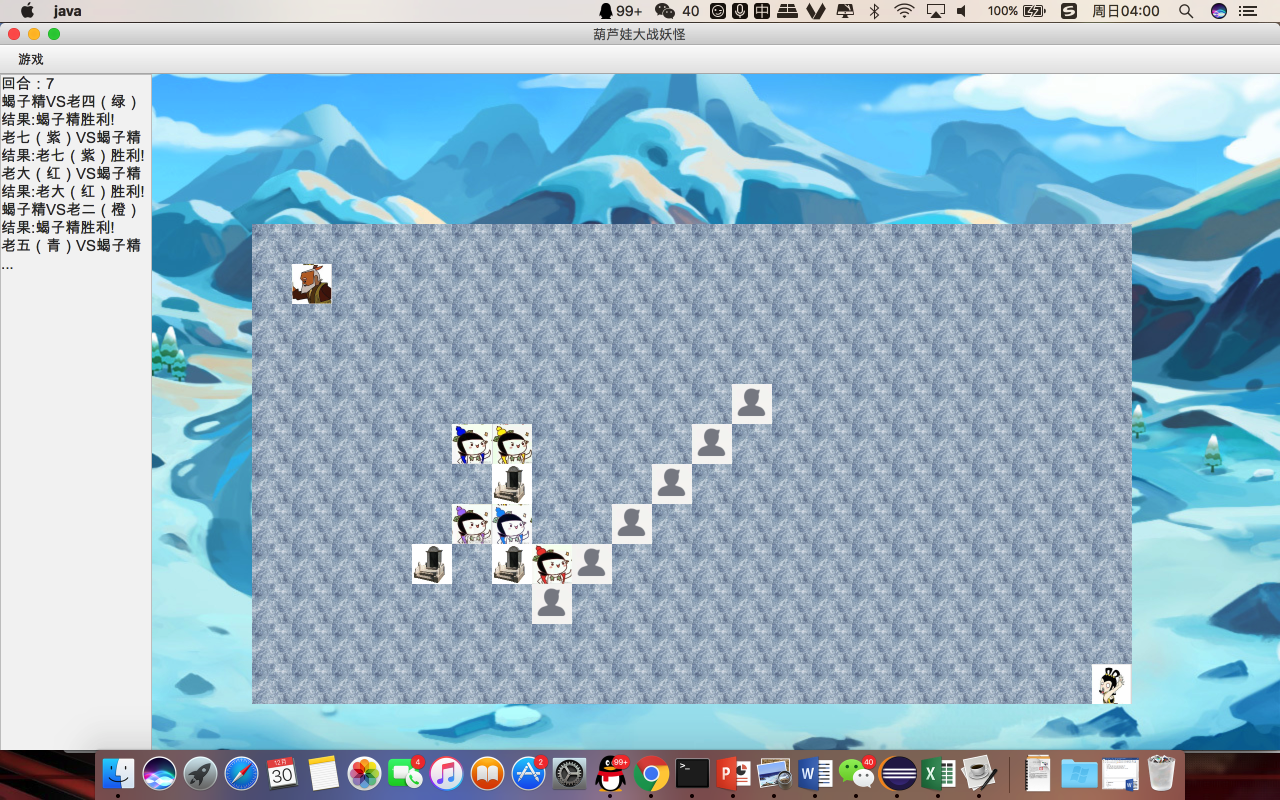 java
99+
40
中
100%
周日04:00
葫芦娃大战妖怪
游戏
回合：7
蝎子精VS老四（绿）
结果:蝎子精胜利!
老七（紫）VS蝎子精
结果:老七（紫）胜利!
老大（红）VS蝎子精
结果:老大（红）胜利!
蝎子精VS老二（橙）
结果:蝎子精胜利!
老五（青）VS蝎子精
...
12月
30
4
2
99+
40